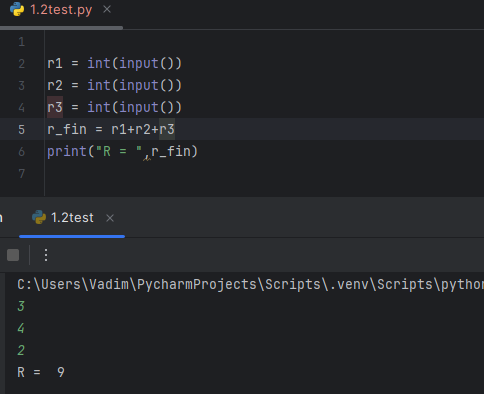 1.2test.py ×
1
2 r1 = int(input())
3 r2 = int(input())
4 r3 = int(input())
5 r_fin = r1+r2+r3
6 print("R = ",r_fin)
7
1.2test ×
C:\Users\Vadim\PycharmProjects\Scripts\.venv\Scripts\python
3
4
2
R =  9